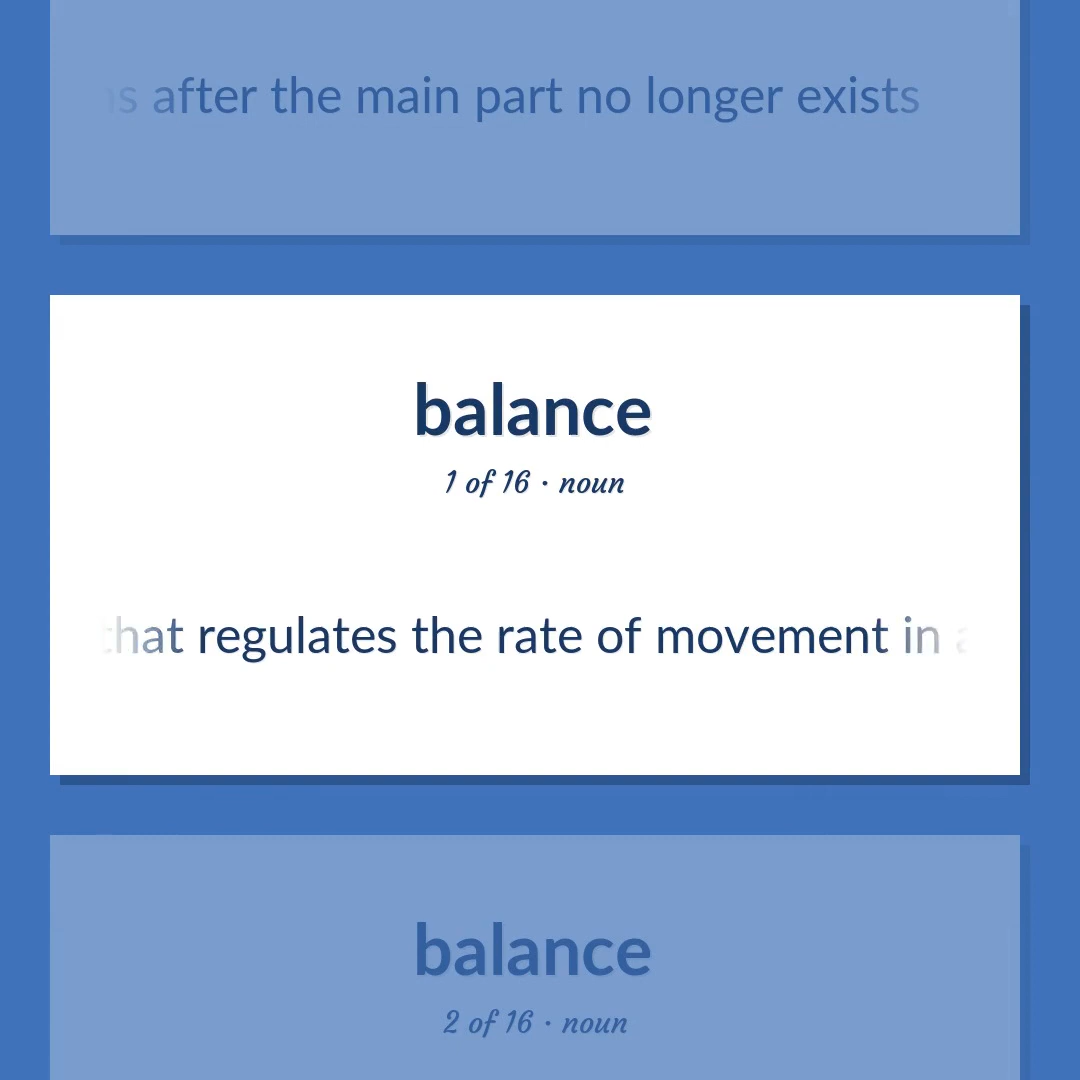 after the main part no longer exists
balance
1 of 16 · noun
that regulates the rate of movement in
balance
2 of 16 · noun